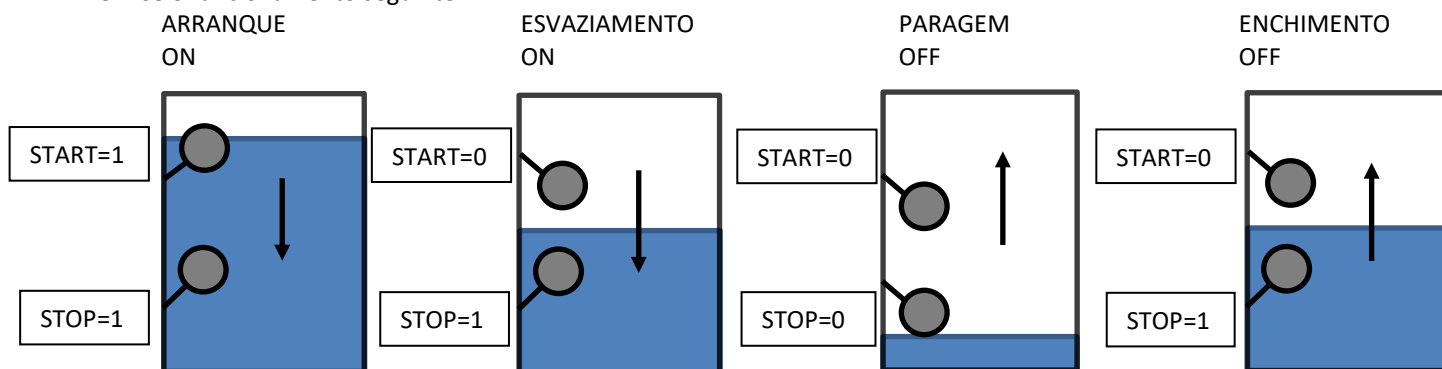 ARRANQUE
ON
ESVAZIAMENTO
ON
PARAGEM
OFF
ENCHIMENTO
OFF
START=1
START=0
START=0
START=0
STOP=1
STOP=1
STOP=0
STOP=1